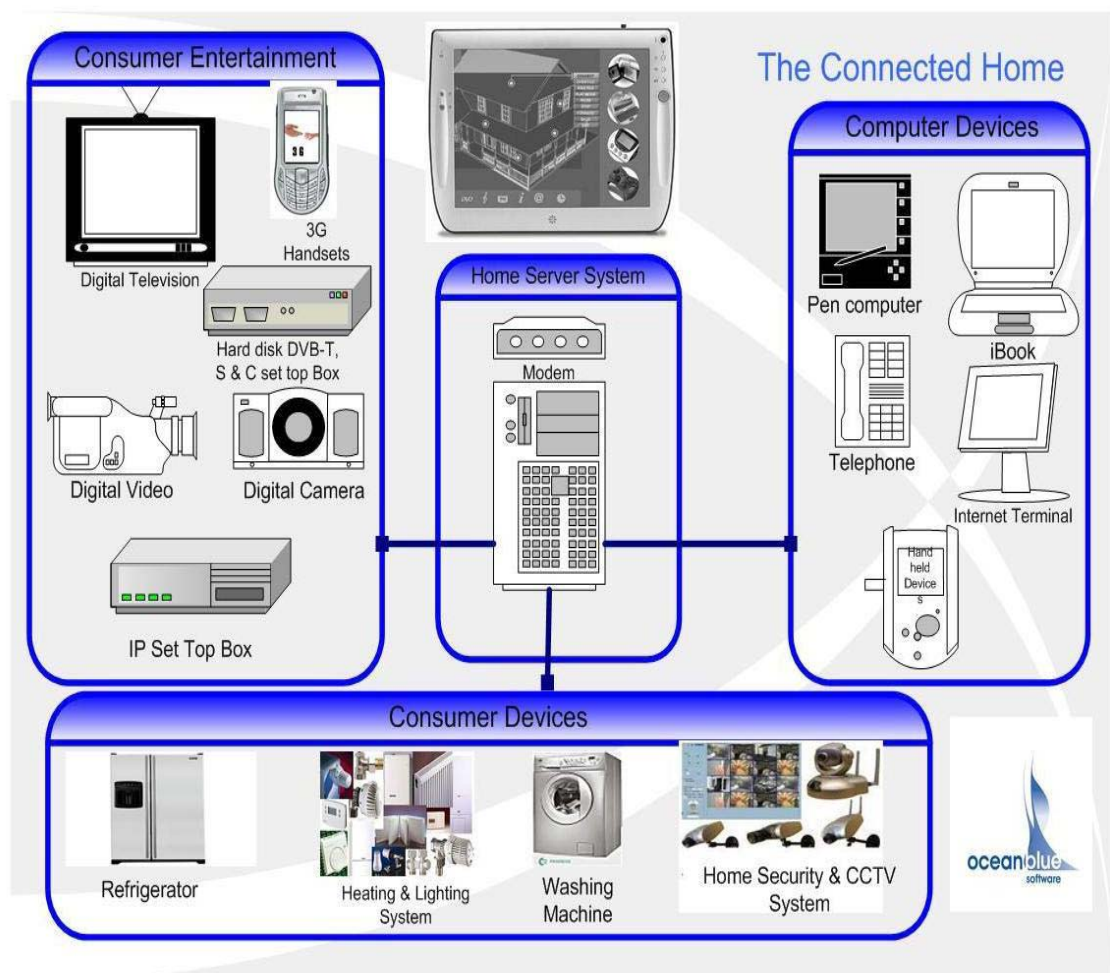 Consumer Entertainment
The Connected Home
Computer Devices
3G
3G
Handsets
Digital Television
Hard disk DVB-T,
S & C set top Box
Digital Video
Digital Camera
IP Set Top Box
Home Server System
Modem
Pen computer
iBook
Telephone
Internet Terminal
Hand
held
Device
s
Consumer Devices
Refrigerator
Heating & Lighting
System
Washing
Machine
Home Security & CCTV
System
oceanblue
software